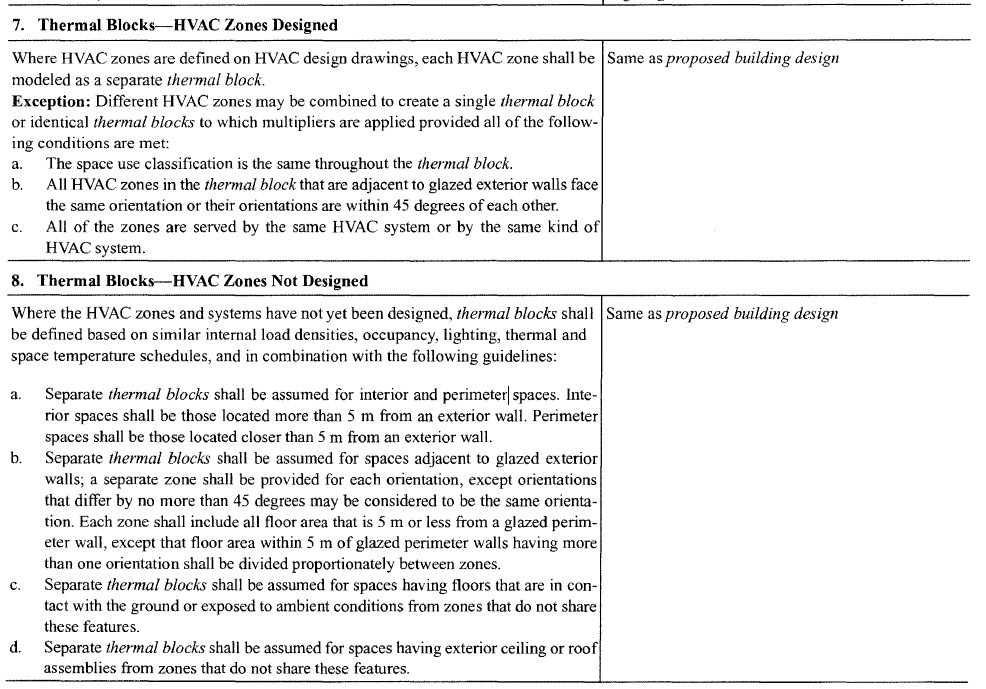 7. Thermal Blocks—HVAC Zones Designed
Where HVAC zones are defined on HVAC design drawings, each HVAC zone shall be
modeled as a separate thermal block.
Exception: Different HVAC zones may be combined to create a single thermal block
or identical thermal blocks to which multipliers are applied provided all of the follow-
ing conditions are met:
a. The space use classification is the same throughout the thermal block.
b. All HVAC zones in the thermal block that are adjacent to glazed exterior walls face
the same orientation or their orientations are within 45 degrees of each other.
c. All of the zones are served by the same HVAC system or by the same kind of
HVAC system.
Same as proposed building design
8. Thermal Blocks—HVAC Zones Not Designed
Where the HVAC zones and systems have not yet been designed, thermal blocks shall
be defined based on similar internal load densities, occupancy, lighting, thermal and
space temperature schedules, and in combination with the following guidelines:
a. Separate thermal blocks shall be assumed for interior and perimeter spaces. Inte-
rior spaces shall be those located more than 5 m from an exterior wall. Perimeter
spaces shall be those located closer than 5 m from an exterior wall.
b. Separate thermal blocks shall be assumed for spaces adjacent to glazed exterior
walls; a separate zone shall be provided for each orientation, except orientations
that differ by no more than 45 degrees may be considered to be the same orienta-
tion. Each zone shall include all floor area that is 5 m or less from a glazed perim-
eter wall, except that floor area within 5 m of glazed perimeter walls having more
than one orientation shall be divided proportionately between zones.
c. Separate thermal blocks shall be assumed for spaces having floors that are in con-
tact with the ground or exposed to ambient conditions from zones that do not share
these features.
d. Separate thermal blocks shall be assumed for spaces having exterior ceiling or roof
assemblies from zones that do not share these features.
Same as proposed building design